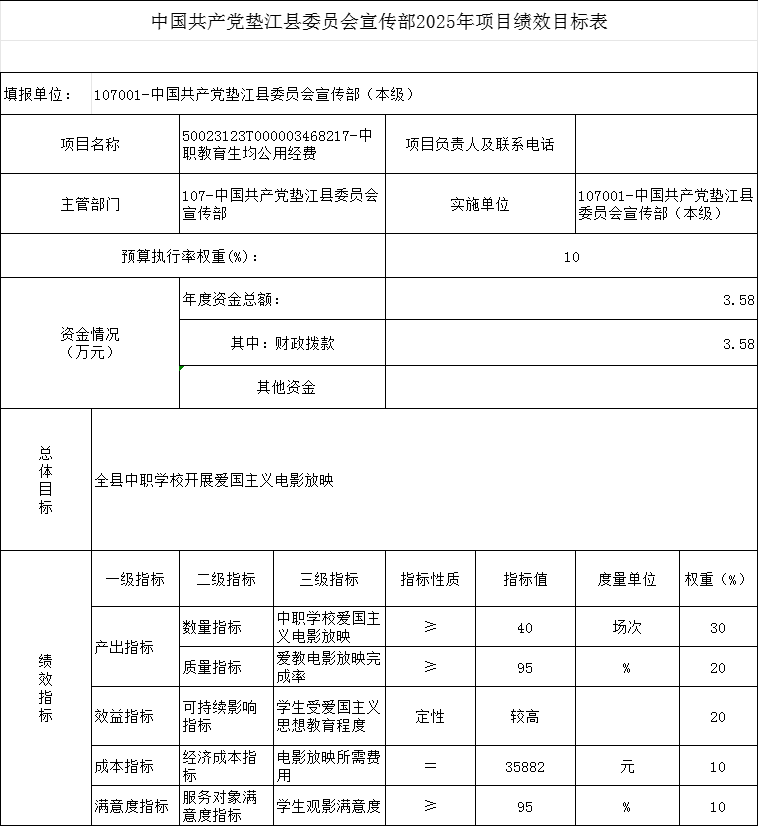 中国共产党垫江县委员会宣传部2025年项目绩效目标表
填报单位： 107001-中国共产党垫江县委员会宣传部（本级）
项目名称 50023123T000003468217-中职教育生均公用经费 项目负责人及联系电话
主管部门 107-中国共产党垫江县委员会宣传部 实施单位 107001-中国共产党垫江县委员会宣传部（本级）
预算执行率权重(%)： 10
资金情况（万元） 年度资金总额： 3.58
其中：财政拨款 3.58
其他资金
总体目标 全县中职学校开展爱国主义电影放映
绩效指标 一级指标 二级指标 三级指标 指标性质 指标值 度量单位 权重（%）
产出指标 数量指标 中职学校爱国主义电影放映 ≥ 40 场次 30
质量指标 爱教电影放映完成率 ≥ 95 % 20
效益指标 可持续影响指标 学生受爱国主义思想教育程度 定性 较高 20
成本指标 经济成本指标 电影放映所需费用 ＝ 35882 元 10
满意度指标 服务对象满意度指标 学生观影满意度 ≥ 95 % 10